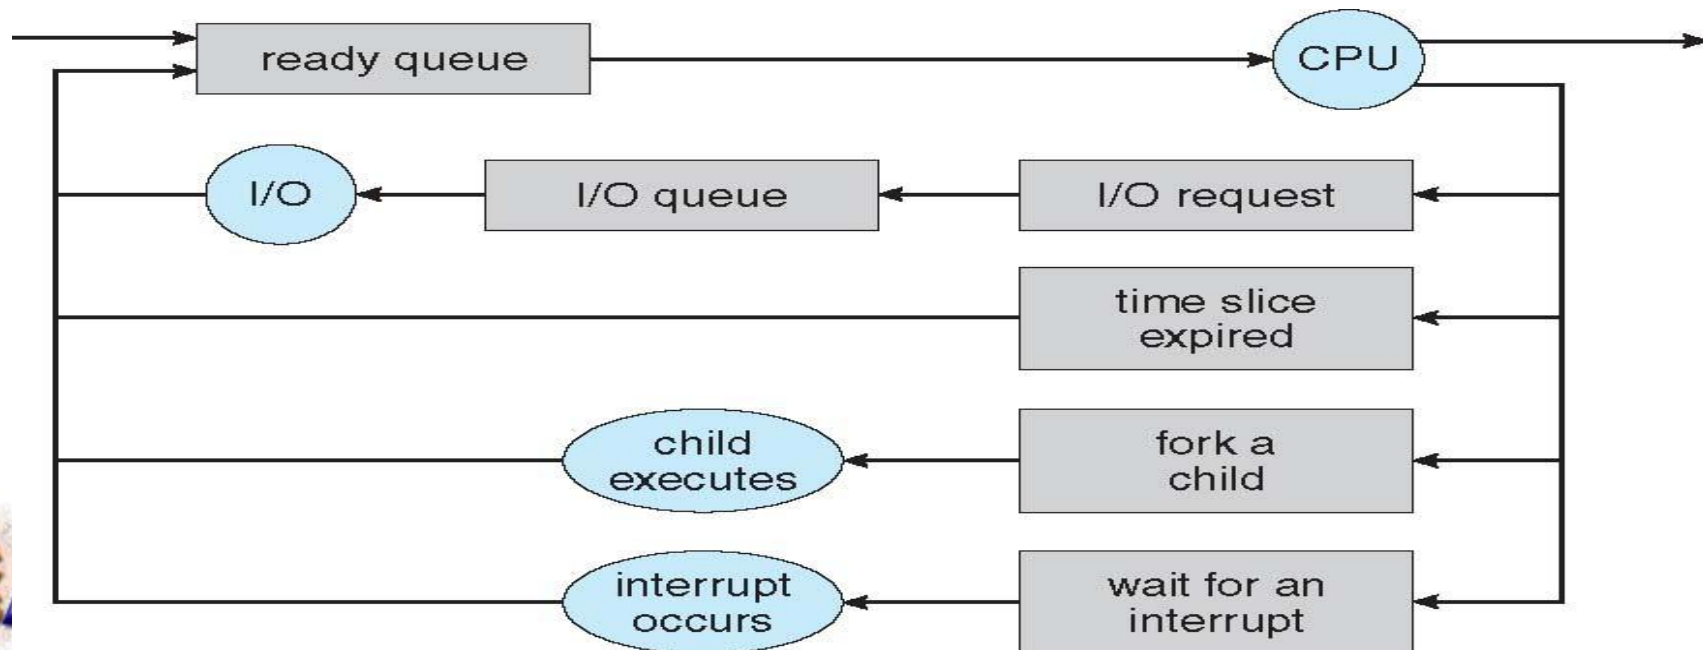 ready queue
CPU
I/O
I/O queue
I/O request
time slice
expired
child
executes
fork a
child
interrupt
occurs
wait for an
interrupt